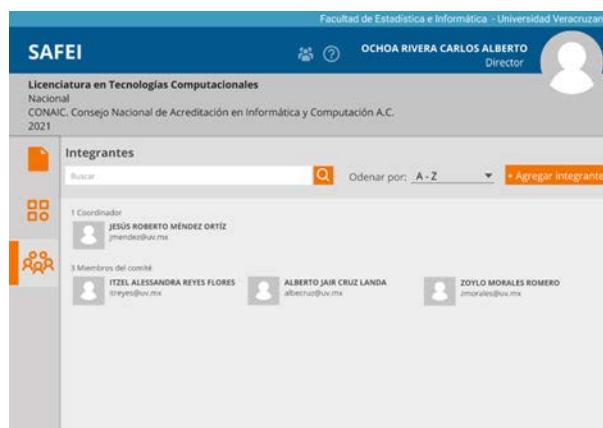 Facultad de Estadística e Informática - Universidad Veracruzan
SAFEI
OCHOA RIVERA CARLOS ALBERTO
Director
Licenciatura en Tecnologías Computacionales
Nacional
CONAIC. Consejo Nacional de Acreditación en Informática y Computación A.C.
2021
Integrantes
Buscar
Odenar por: A - Z
+ Agregar integrante
1 Coordinador
JESÚS ROBERTO MÉNDEZ ORTÍZ
jmendez@uv.mx
3 Miembros del comité
ITZEL ALESSANDRA REYES FLORES
itreyes@uv.mx
ALBERTO JAIR CRUZ LANDA
albecruz@uv.mx
ZOYLO MORALES ROMERO
zmorales@uv.mx